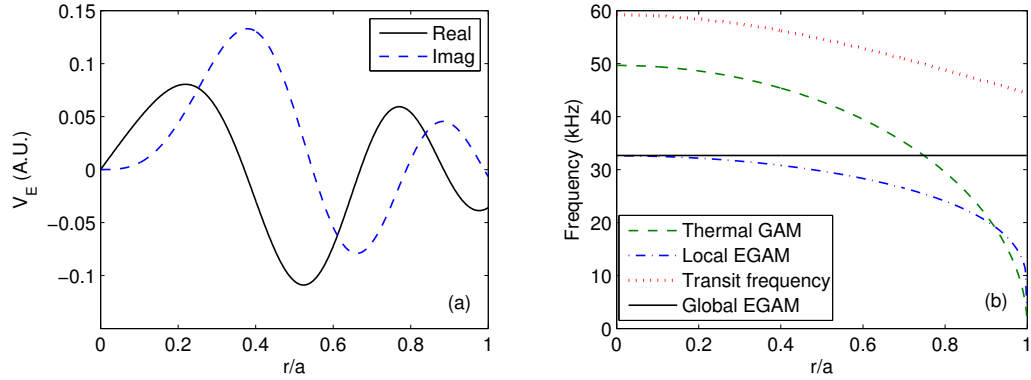 V_E (A.U.)
0.15
0.1
0.05
0
−0.05
−0.1
0 0.2 0.4 0.6 0.8 1
r/a
Real
Imag
(a)
Frequency (kHz)
60
50
40
30
20
10
0
0 0.2 0.4 0.6 0.8 1
r/a
Thermal GAM
Local EGAM
Transit frequency
Global EGAM
(b)